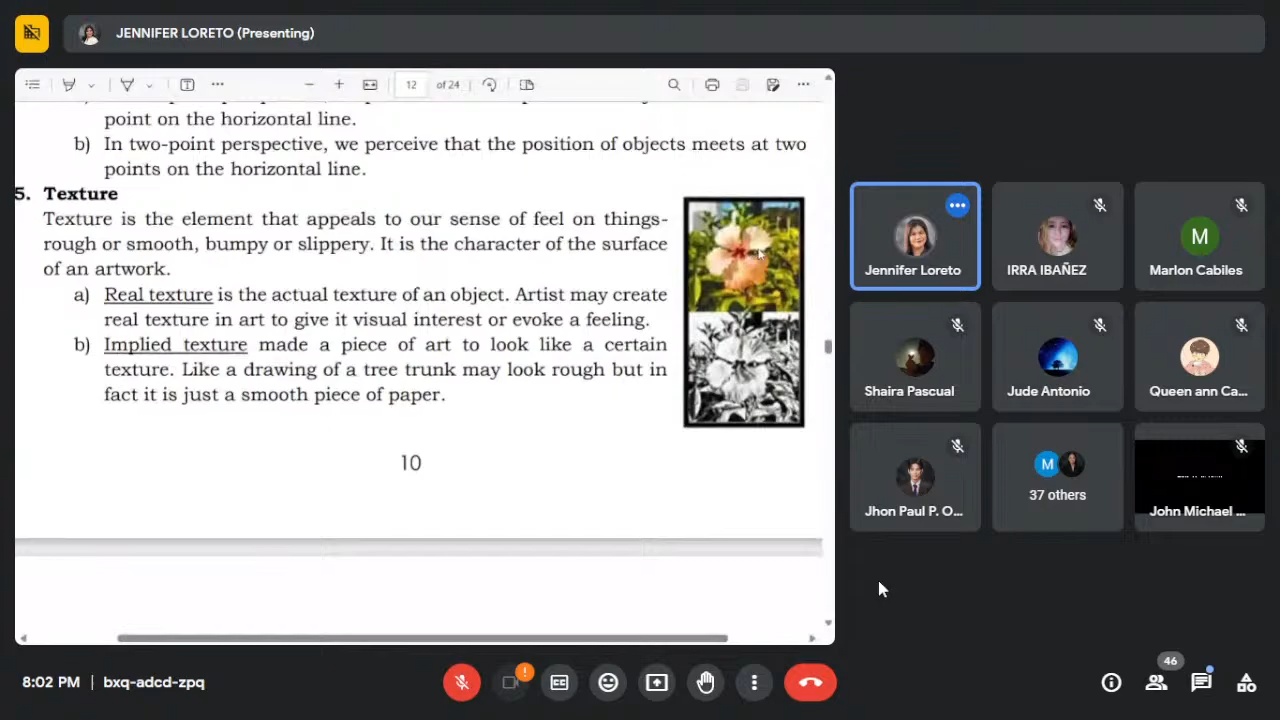 JENNIFER LORETO (Presenting)
12 of 24
point on the horizontal line.
b) In two-point perspective, we perceive that the position of objects meets at two
points on the horizontal line.
5. Texture
Texture is the element that appeals to our sense of feel on things-
rough or smooth, bumpy or slippery. It is the character of the surface
of an artwork.
a) Real texture is the actual texture of an object. Artist may create
real texture in art to give it visual interest or evoke a feeling.
b) Implied texture made a piece of art to look like a certain
texture. Like a drawing of a tree trunk may look rough but in
fact it is just a smooth piece of paper.
10
Jennifer Loreto
IRRA IBAÑEZ
M
Marlon Cabiles
Shaira Pascual
Jude Antonio
Queen ann Ca...
Jhon Paul P. O...
M
37 others
John Michael ...
8:02 PM | bxq-adcd-zpq
46